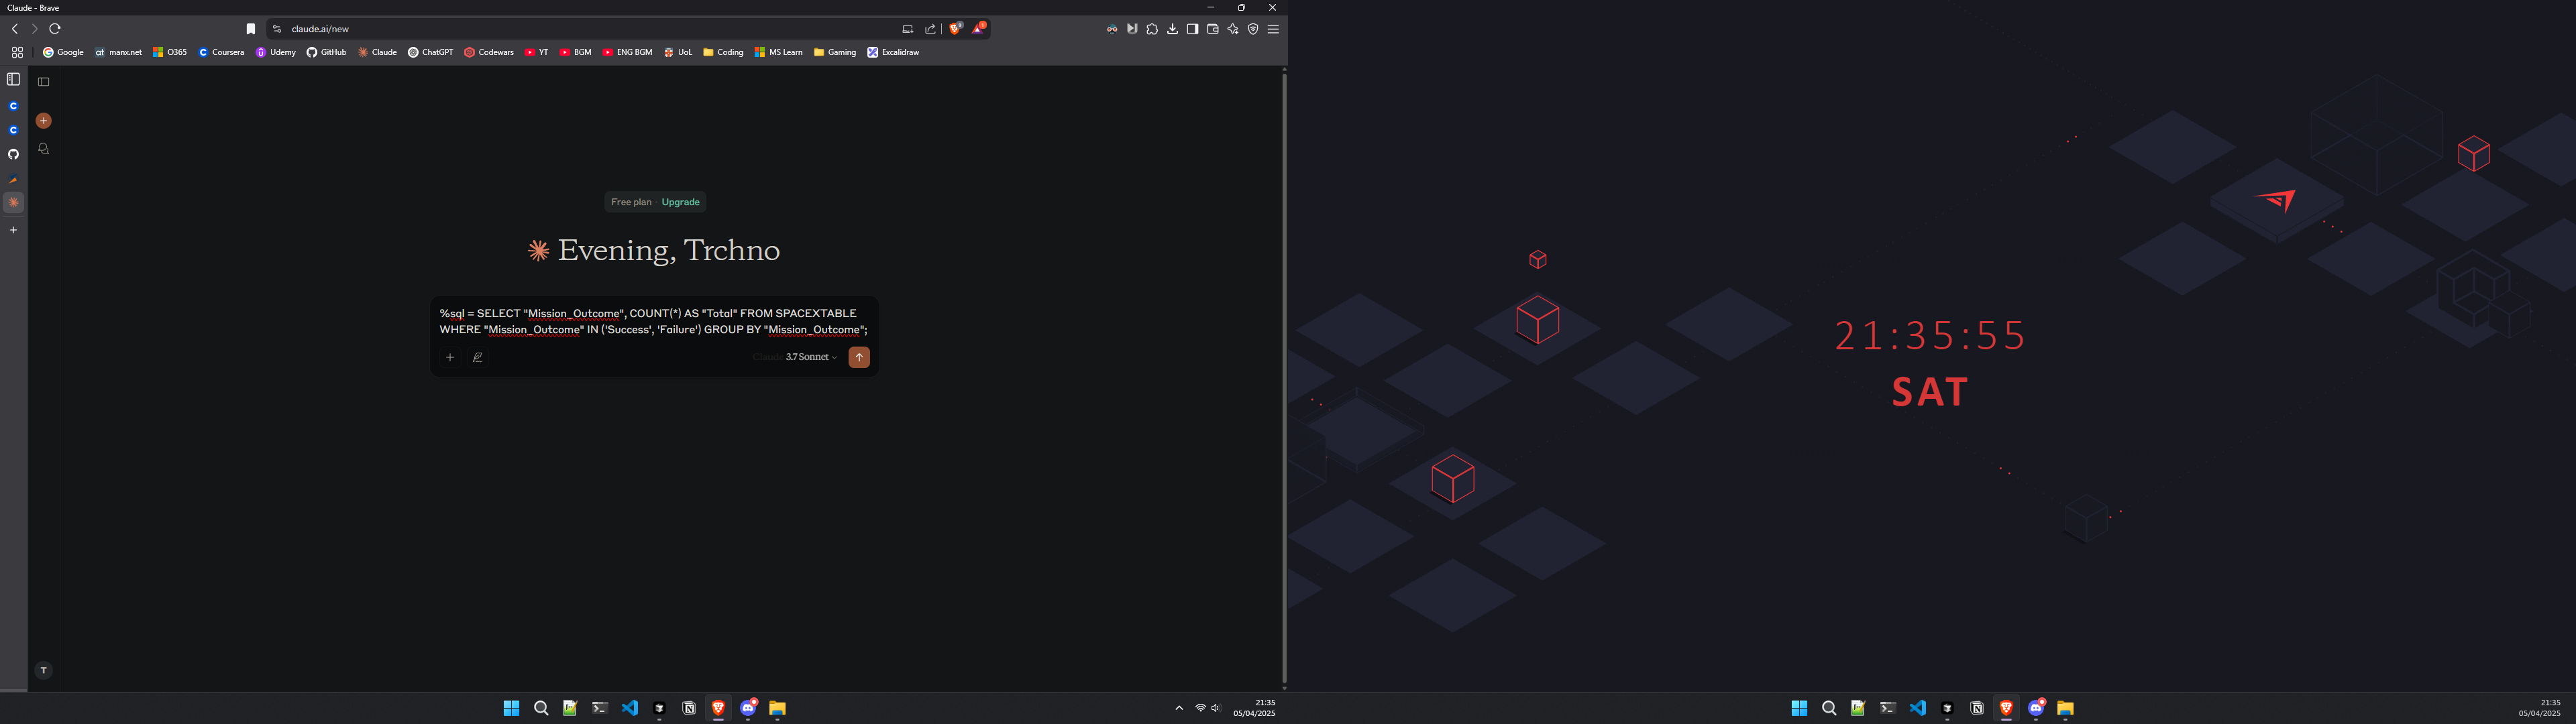 Claude - Brave
claude.ai/new
9
1
Google
at manx.net
O365
Coursera
Udemy
GitHub
Claude
ChatGPT
Codewars
YT
BGM
ENG BGM
UoL
Coding
MS Learn
Gaming
Excalidraw
Free plan · Upgrade
Evening, Trchno
%sql = SELECT "Mission_Outcome", COUNT(*) AS "Total" FROM SPACEXTABLE
WHERE "Mission_Outcome" IN ('Success', 'Failure') GROUP BY "Mission_Outcome";
Claude 3.7 Sonnet
T
21:35
05/04/2025
21:35:55
SAT
21:35
05/04/2025